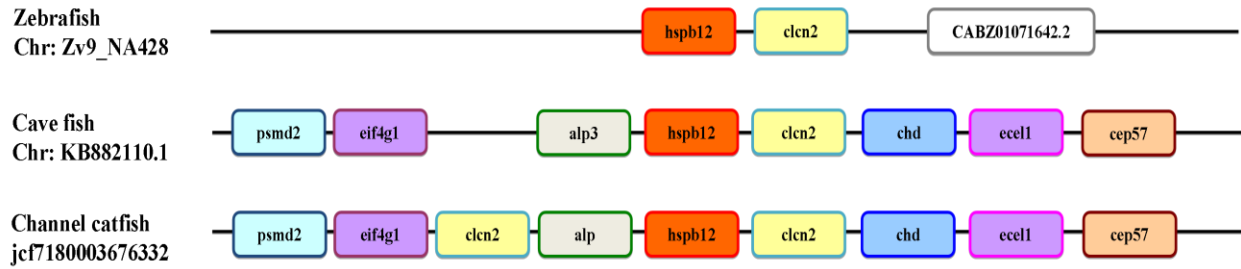 Zebrafish
Chr: Zv9_NA428
hspb12 clcn2 CABZ01071642.2
Cave fish
Chr: KB882110.1
psmd2 eif4g1 alp3 hspb12 clcn2 chd ecel1 cep57
Channel catfish
jcf7180003676332
psmd2 eif4g1 clcn2 alp hspb12 clcn2 chd ecel1 cep57